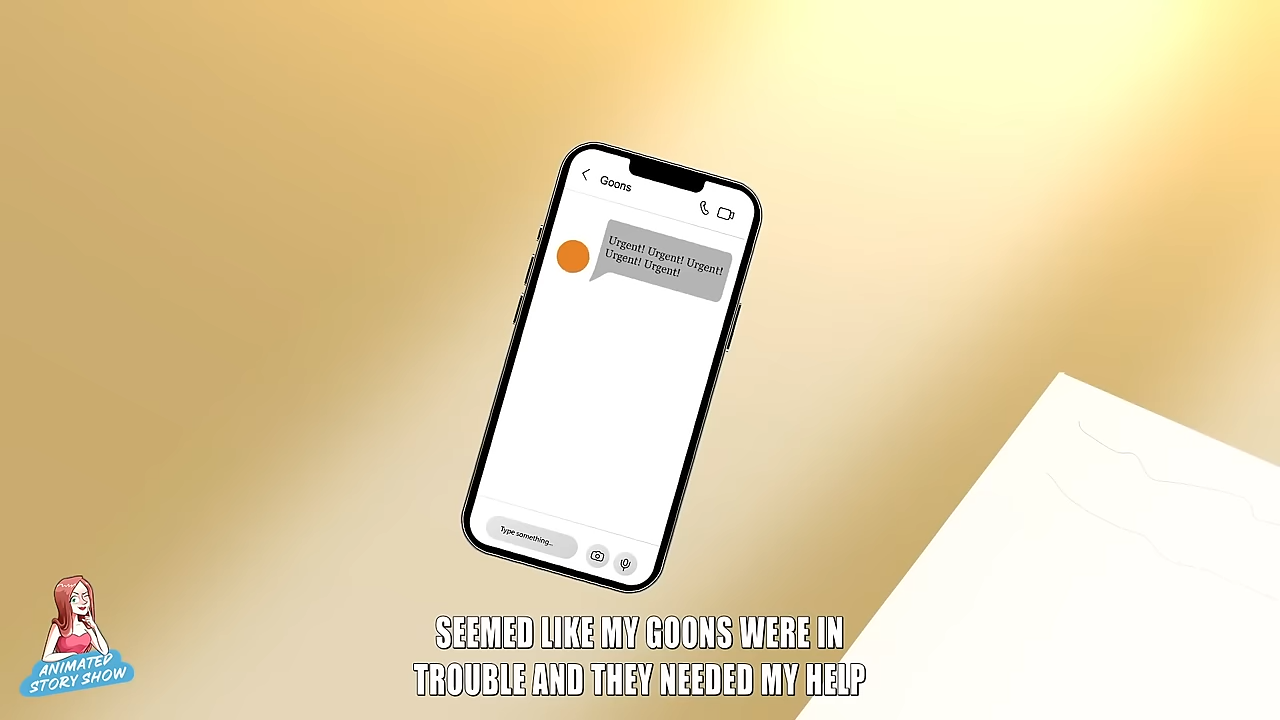 Goons
Urgent! Urgent! Urgent!
Urgent! Urgent!
Type something...
SEEMED LIKE MY GOONS WERE IN
TROUBLE AND THEY NEEDED MY HELP
ANIMATED
STORY SHOW